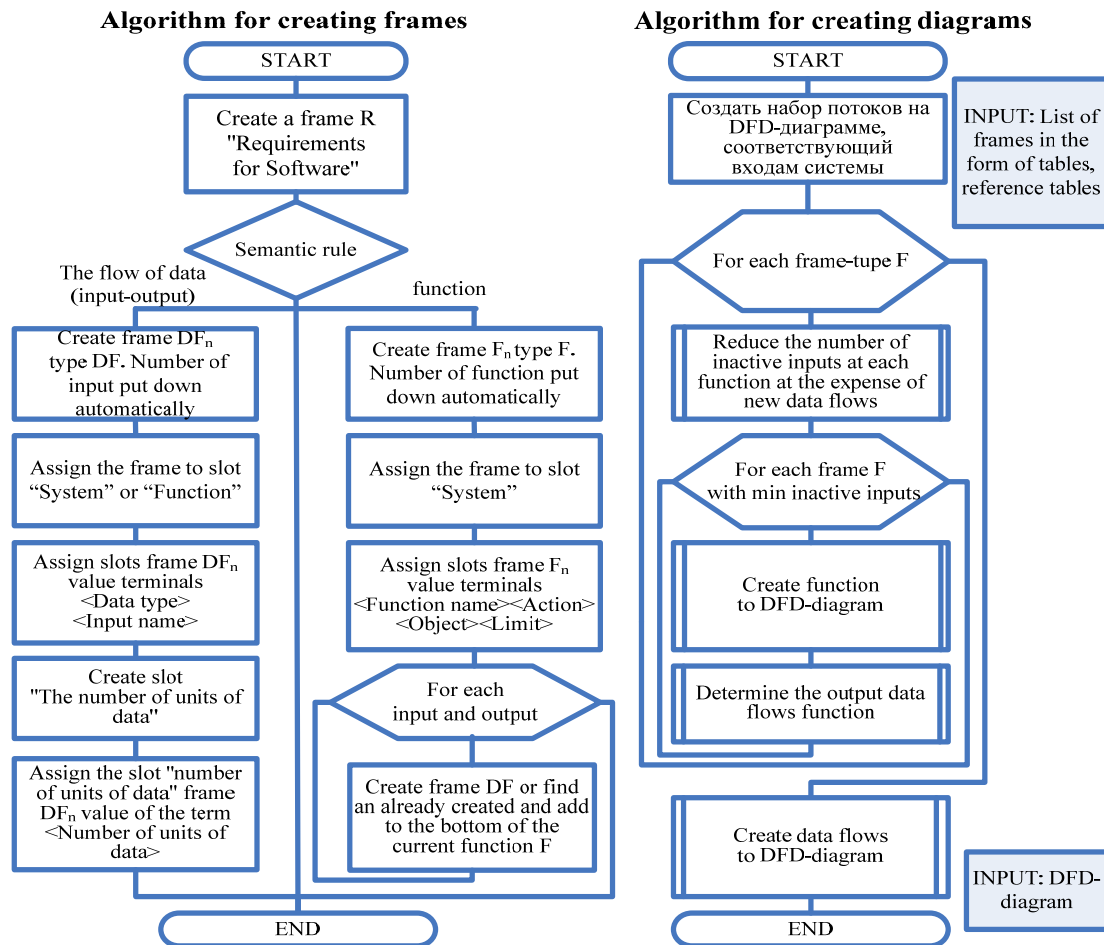 Algorithm for creating frames
START
Create a frame R
"Requirements
for Software"
Semantic rule
The flow of data
(input-output)
function
Create frame DFn
type DF. Number of
input put down
automatically
Assign the frame to slot
“System” or “Function”
Assign slots frame DFn
value terminals
<Data type>
<Input name>
Create slot
"The number of units of
data"
Assign the slot "number
of units of data" frame
DFn value of the term
<Number of units of
data>
Create frame Fn type F.
Number of function put
down automatically
Assign the frame to slot
“System”
Assign slots frame Fn
value terminals
<Function name><Action>
<Object><Limit>
For each
input and output
Create frame DF or find
an already created and add
to the bottom of the
current function F
END
Algorithm for creating diagrams
START
Создать набор потоков на
DFD-диаграмме,
соответствующий
входам системы
For each frame-tupe F
Reduce the number of
inactive inputs at each
function at the expense of
new data flows
For each frame F
with min inactive inputs
Create function
to DFD-diagram
Determine the output data
flows function
Create data flows
to DFD-diagram
END
INPUT: List of
frames in the
form of tables,
reference tables
INPUT: DFD-
diagram